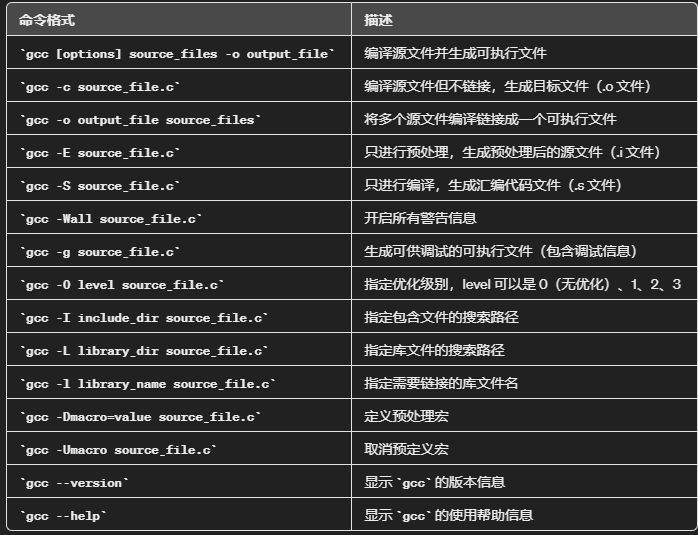 命令格式 描述
`gcc [options] source_files -o output_file` 编译源文件并生成可执行文件
`gcc -c source_file.c` 编译源文件但不链接，生成目标文件（.o 文件）
`gcc -o output_file source_files` 将多个源文件编译链接成一个可执行文件
`gcc -E source_file.c` 只进行预处理，生成预处理后的源文件（.i 文件）
`gcc -S source_file.c` 只进行编译，生成汇编代码文件（.s 文件）
`gcc -Wall source_file.c` 开启所有警告信息
`gcc -g source_file.c` 生成可供调试的可执行文件（包含调试信息）
`gcc -O level source_file.c` 指定优化级别，level 可以是 0（无优化）、1、2、3
`gcc -I include_dir source_file.c` 指定包含文件的搜索路径
`gcc -L library_dir source_file.c` 指定库文件的搜索路径
`gcc -l library_name source_file.c` 指定需要链接的库文件名
`gcc -Dmacro=value source_file.c` 定义预处理宏
`gcc -Umacro source_file.c` 取消预定义宏
`gcc --version` 显示 `gcc` 的版本信息
`gcc --help` 显示 `gcc` 的使用帮助信息